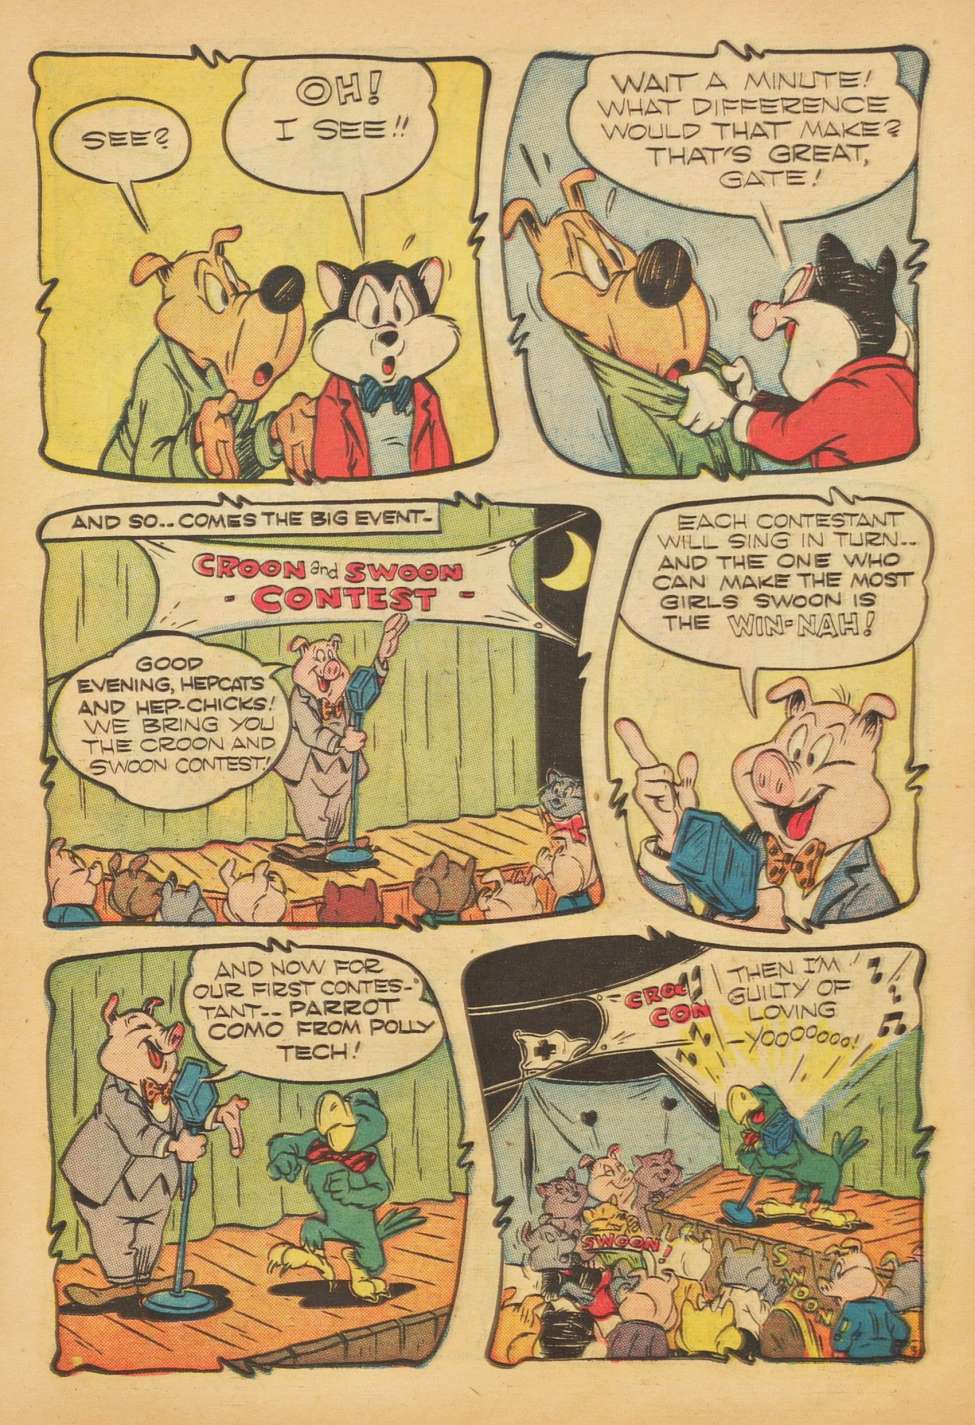 SEE?
OH!
I SEE!!
WAIT A MINUTE!
WHAT DIFFERENCE
WOULD THAT MAKE?
THAT'S GREAT,
GATE!
AND SO.. COMES THE BIG EVENT-
CROON and SWOON
- CONTEST -
GOOD
EVENING, HEPCATS
AND HEP-CHICKS!
WE BRING YOU
THE CROON AND
SWOON CONTEST!
EACH CONTESTANT
WILL SING IN TURN--
AND THE ONE WHO
CAN MAKE THE MOST
GIRLS SWOON IS
THE WIN-NAH!
AND NOW FOR
OUR FIRST CONTES-
TANT-- PARROT
COMO FROM POLLY
TECH!
CROO
CON
THEN I'M
GUILTY OF
LOVING
-YOOOOOOO!
SWOON!
SWOON